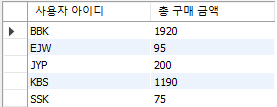 사용자 아이디 총 구매 금액
BBK 1920
EJW 95
JYP 200
KBS 1190
SSK 75